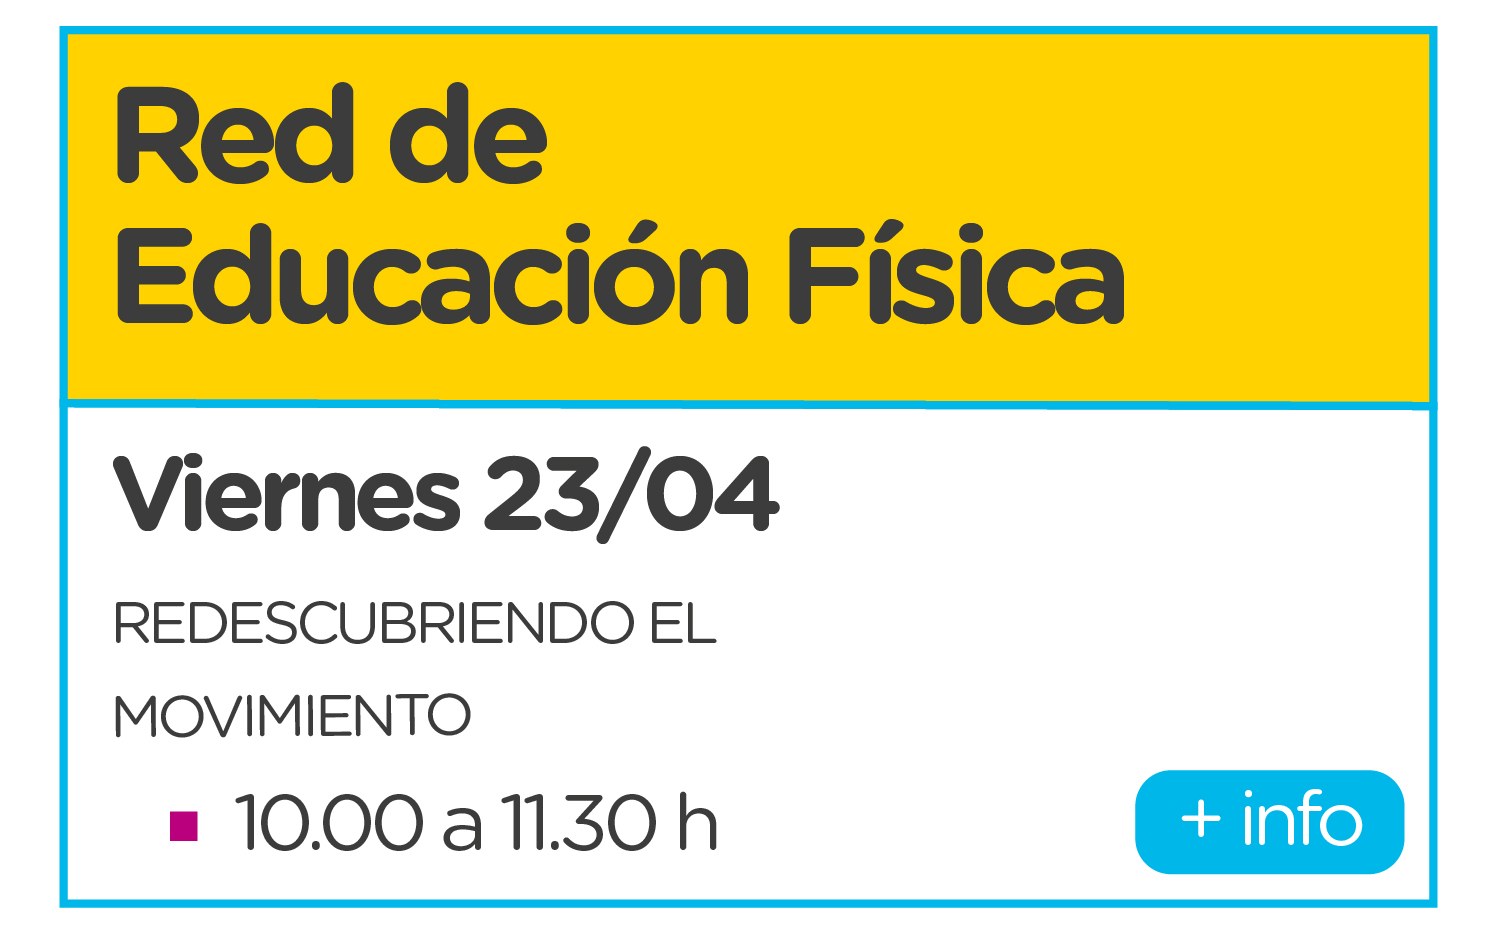 Red de
Educación Física
Viernes 23/04
REDESCUBRIENDO EL
MOVIMIENTO
10.00 a 11.30 h
+ info